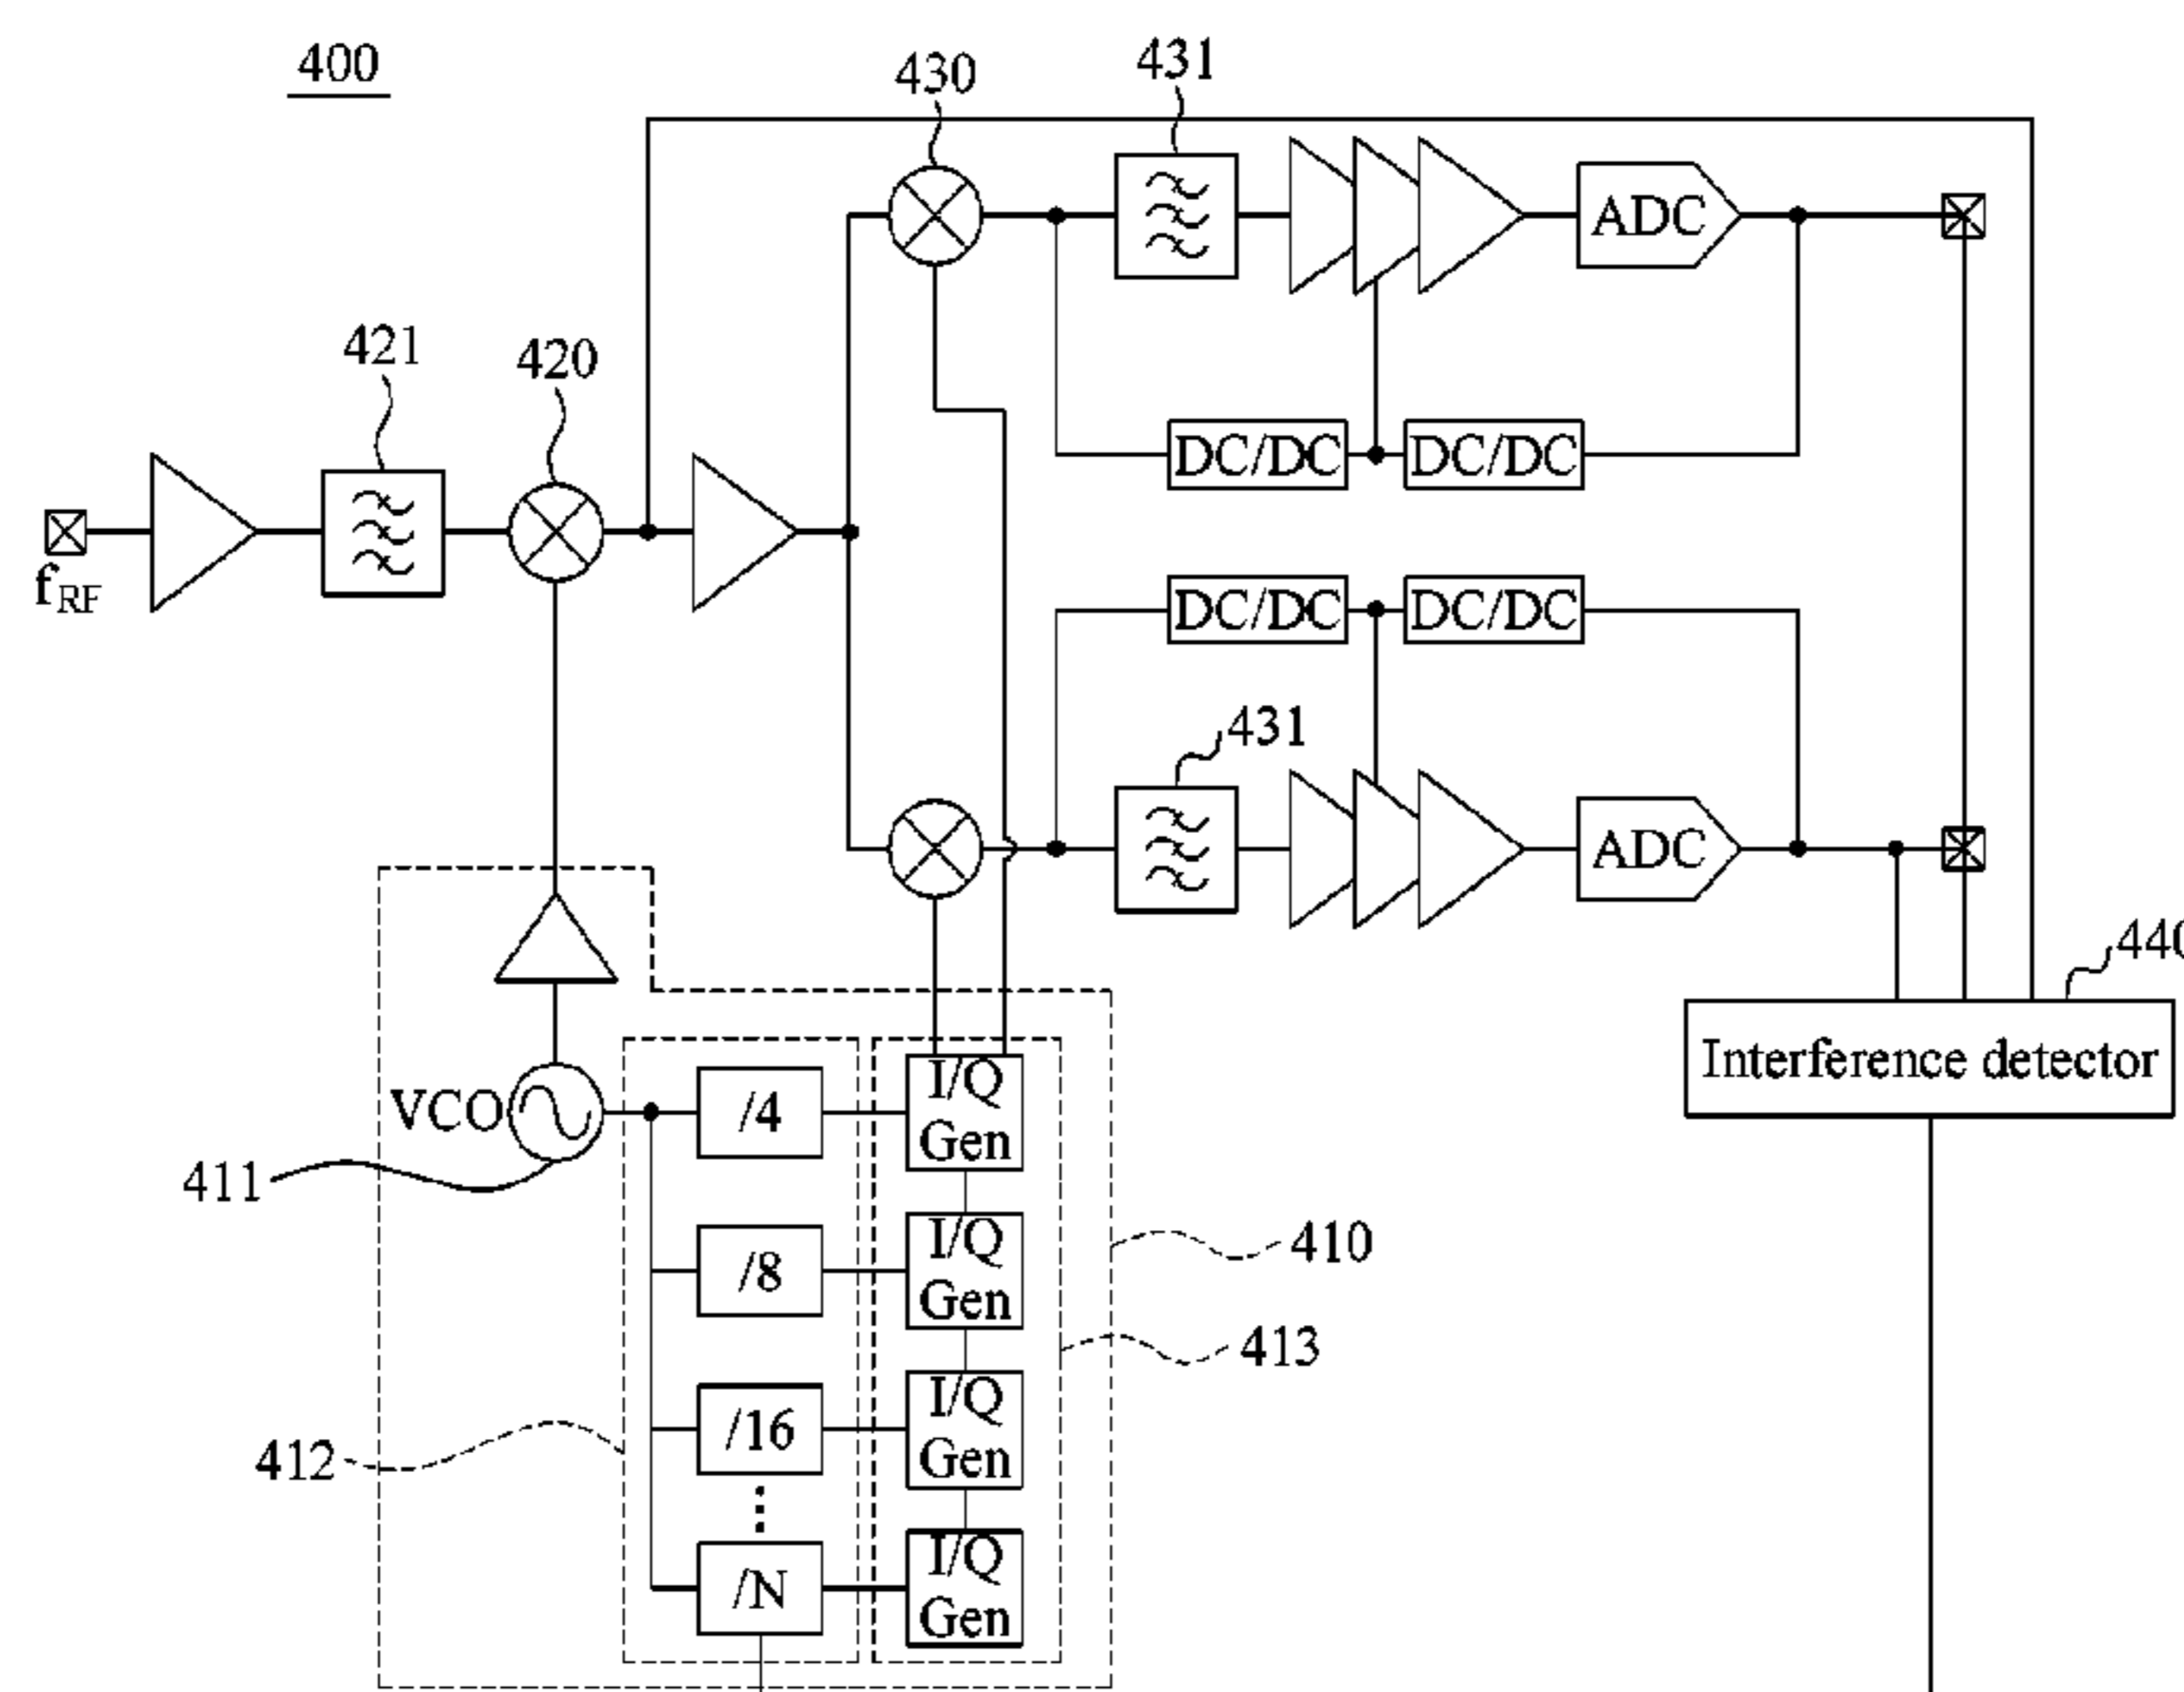 400
430
431
ADC
421
420
DC/DC
DC/DC
fRF
DC/DC
DC/DC
431
ADC
440
Interference detector
VCO
/4
I/Q
Gen
411
/8
I/Q
Gen
410
413
/16
I/Q
Gen
412
/N
I/Q
Gen